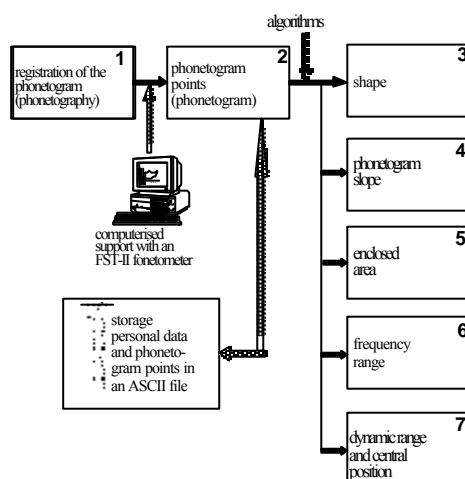 algorithms
1
registration of the
phonetogram
(phonetography)
2
phonetogram
points
(phonetogram)
3
shape
4
phonetogram
slope
computerised
support with an
FST-II fonetometer
5
enclosed
area
storage
personal data
and phoneto-
gram points in
an ASCII file
6
frequency
range
7
dynamic range
and central
position